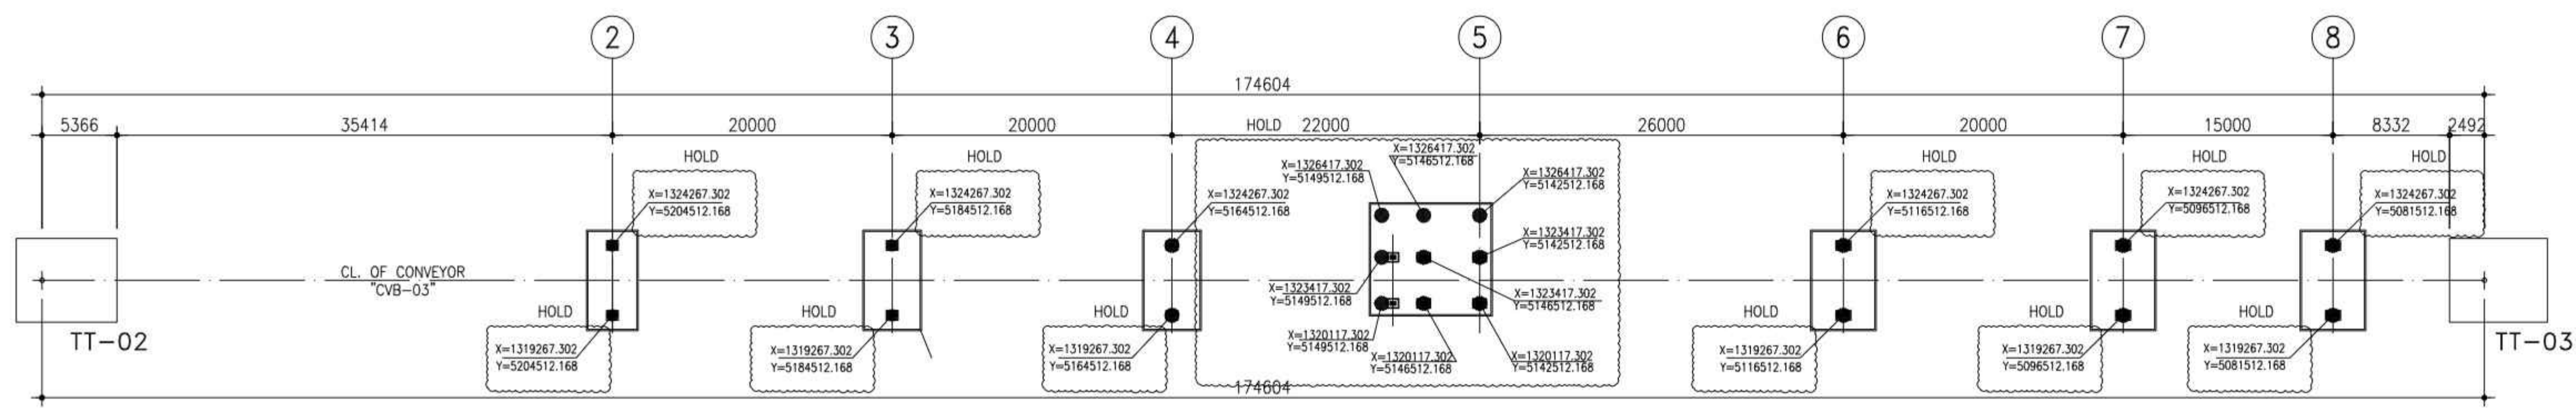 2
3
4
5
6
7
8
174604
5366
35414
20000
20000
HOLD 22000
26000
20000
15000
8332
2492
HOLD
X=1324267.302
Y=5204512.168
HOLD
X=1324267.302
Y=5184512.168
X=1324267.302
Y=5164512.168
X=1326417.302
Y=5149512.168
X=1326417.302
Y=5146512.168
X=1326417.302
Y=5142512.168
X=1323417.302
Y=5142512.168
HOLD
X=1324267.302
Y=5116512.168
HOLD
X=1324267.302
Y=5096512.168
HOLD
X=1324267.302
Y=5081512.168
CL. OF CONVEYOR
"CVB-03"
X=1323417.302
Y=5149512.168
X=1323417.302
Y=5146512.168
TT-02
HOLD
X=1319267.302
Y=5204512.168
HOLD
X=1319267.302
Y=5184512.168
HOLD
X=1319267.302
Y=5164512.168
X=1320117.302
Y=5149512.168
X=1320117.302
Y=5146512.168
X=1320117.302
Y=5142512.168
HOLD
X=1319267.302
Y=5116512.168
HOLD
X=1319267.302
Y=5096512.168
HOLD
X=1319267.302
Y=5081512.168
TT-03
174604